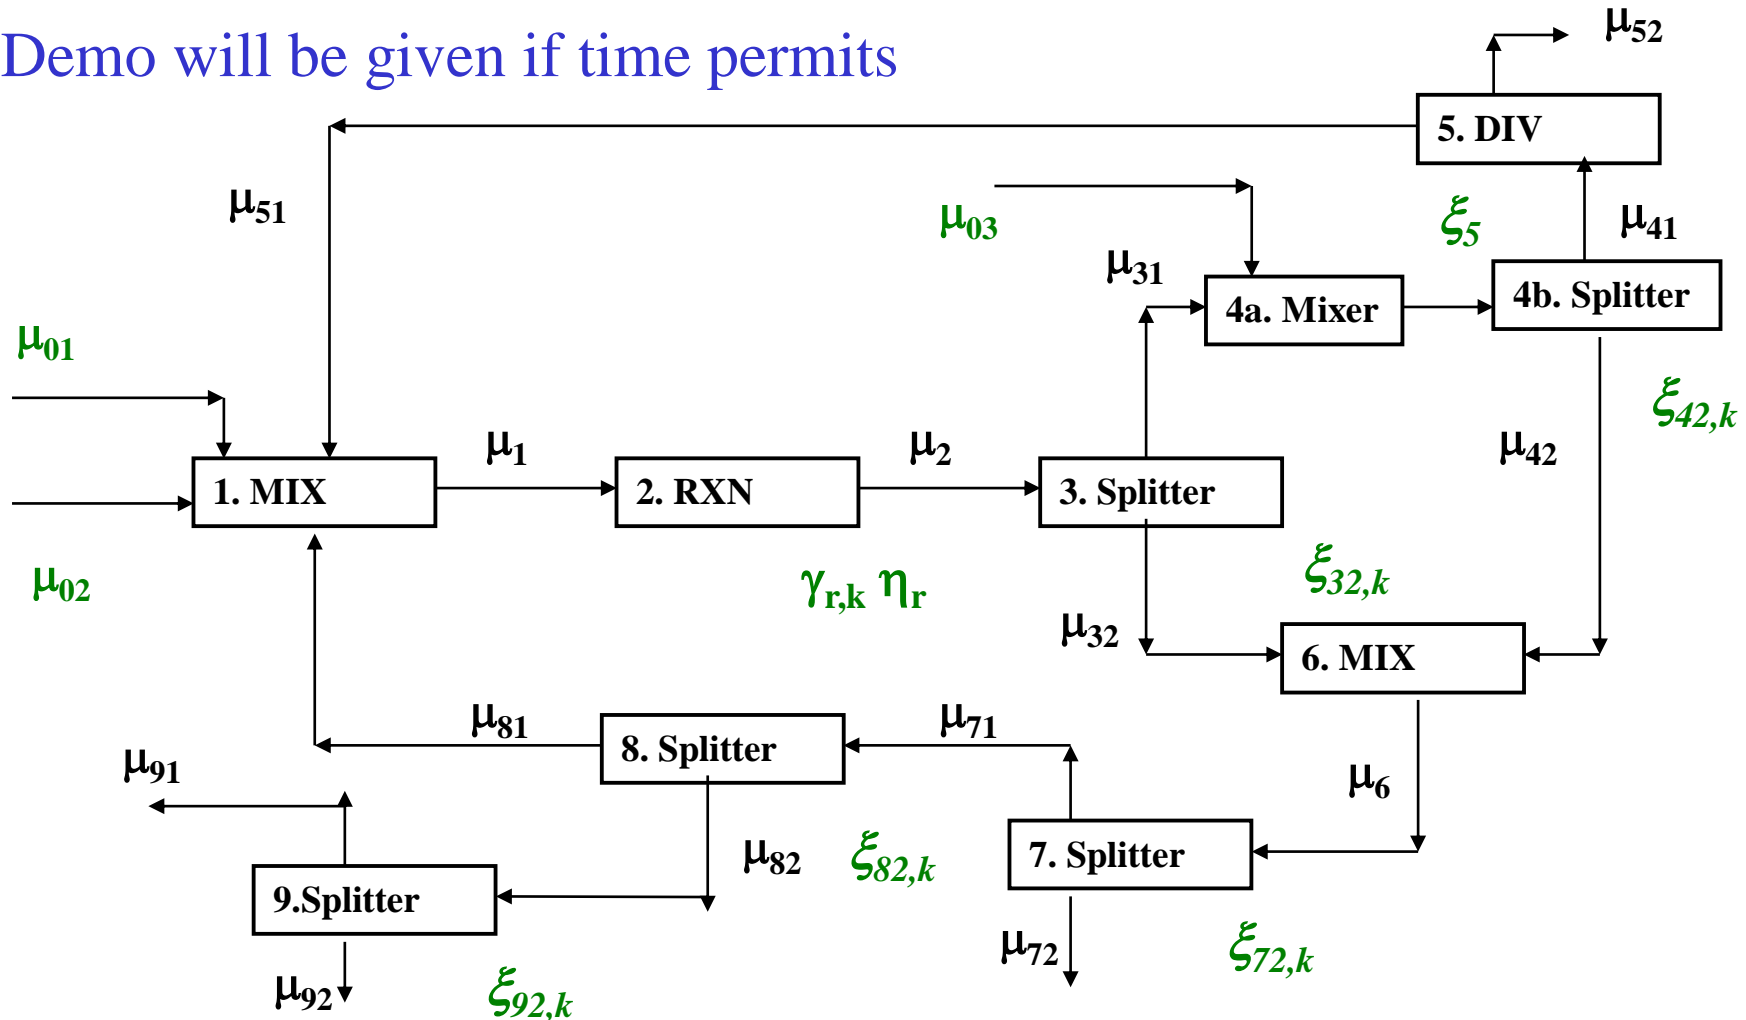 Demo will be given if time permits
μ52
5. DIV
μ51
μ03
ξ5
μ41
μ31
4a. Mixer
4b. Splitter
μ01
ξ42,k
μ1
μ2
μ42
1. MIX
2. RXN
3. Splitter
μ02
γr,k ηr
ξ32,k
μ32
6. MIX
μ81
μ71
8. Splitter
μ91
μ6
μ82
ξ82,k
7. Splitter
9.Splitter
μ72
ξ72,k
μ92
ξ92,k